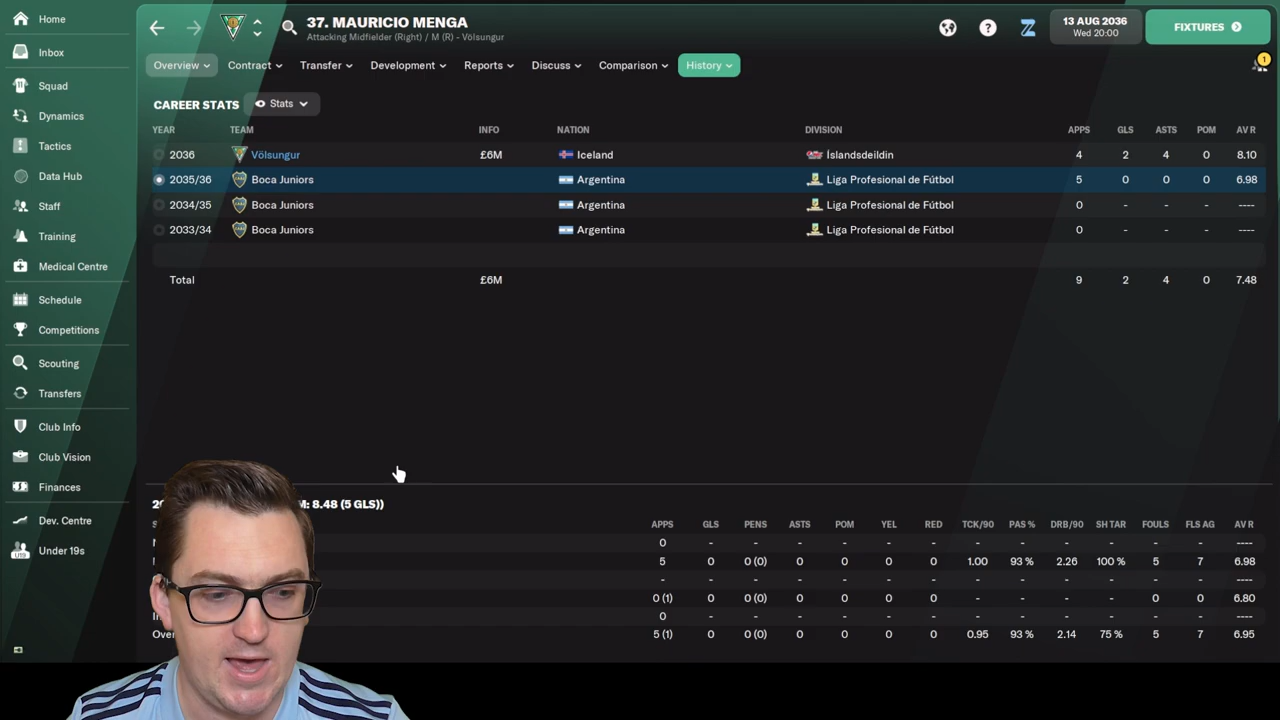 Home
Inbox
Squad
Dynamics
Tactics
Data Hub
Staff
Training
Medical Centre
Schedule
Competitions
Scouting
Transfers
Club Info
Club Vision
Finances
Dev. Centre
Under 19s
37. MAURICIO MENGA
Attacking Midfielder (Right) / M (R) - Völsungur
13 AUG 2036
Wed 20:00
FIXTURES
Overview Contract Transfer Development Reports Discuss Comparison History
1
CAREER STATS Stats
YEAR TEAM INFO NATION DIVISION APPS GLS ASTS POM AV R
2036 Völsungur £6M Iceland Íslandsdeildin 4 2 4 0 8.10
2035/36 Boca Juniors Argentina Liga Profesional de Fútbol 5 0 0 0 6.98
2034/35 Boca Juniors Argentina Liga Profesional de Fútbol 0 - - - ----
2033/34 Boca Juniors Argentina Liga Profesional de Fútbol 0 - - - ----
Total £6M 9 2 4 0 7.48
M: 8.48 (5 GLS))
APPS GLS PENS ASTS POM YEL RED TCK/90 PAS % DRB/90 SH TAR FOULS FLS AG AV R
0 - - - - - - - - - - - - ----
5 0 0 (0) 0 0 0 0 1.00 93 % 2.26 100 % 5 7 6.98
- - - - - - - - - - - - - ----
0 (1) 0 0 (0) 0 0 0 0 - - - - 0 0 6.80
0 - - - - - - - - - - - - ----
5 (1) 0 0 (0) 0 0 0 0 0.95 93 % 2.14 75 % 5 7 6.95